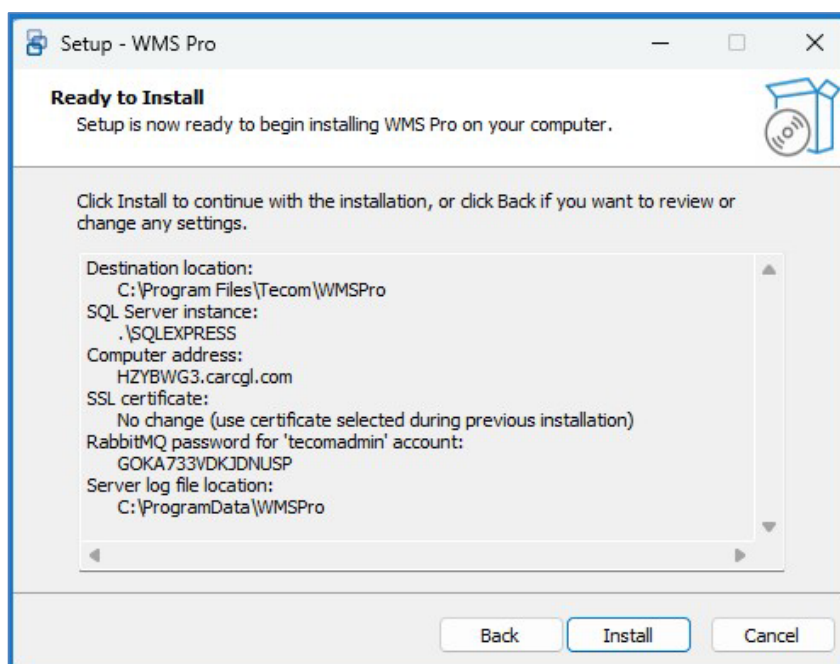 Setup - WMS Pro
Ready to Install
Setup is now ready to begin installing WMS Pro on your computer.
Click Install to continue with the installation, or click Back if you want to review or
change any settings.
Destination location:
C:\Program Files\Tecom\WMSPro
SQL Server instance:
.\SQLEXPRESS
Computer address:
HZYBWG3.carcgl.com
SSL certificate:
No change (use certificate selected during previous installation)
RabbitMQ password for 'tecomadmin' account:
GOKA733VDKJDNUSP
Server log file location:
C:\ProgramData\WMSPro
Back
Install
Cancel